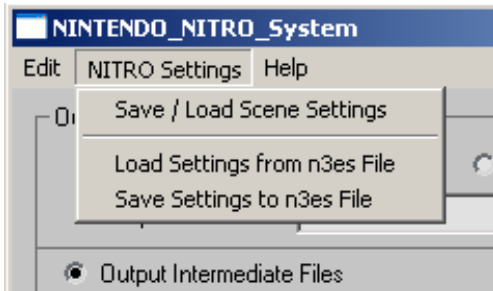 NINTENDO_NITRO_System
Edit NITRO Settings Help
Save / Load Scene Settings
Load Settings from n3es File
Save Settings to n3es File
Output Intermediate Files